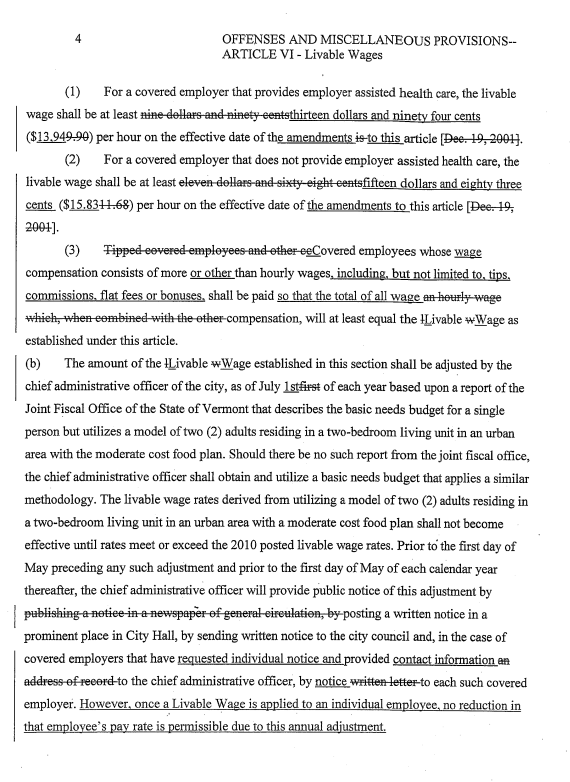 4
OFFENSES AND MISCELLANEOUS PROVISIONS--
ARTICLE VI - Livable Wages
(1) For a covered employer that provides employer assisted health care, the livable
wage shall be at least nine dollars and ninety centsthirteen dollars and ninety four cents
($13.949.90) per hour on the effective date of the amendments is to this article [Dec. 19, 2001].
(2) For a covered employer that does not provide employer assisted health care, the
livable wage shall be at least eleven dollars and sixty-eight centsfifteen dollars and eighty three
cents ($15.8311.68) per hour on the effective date of the amendments to this article [Dec. 19,
2001].
(3) Tipped covered employees and other ceCovered employees whose wage
compensation consists of more or other than hourly wages, including, but not limited to, tips,
commissions, flat fees or bonuses, shall be paid so that the total of all wage an hourly wage
which, when combined with the other compensation, will at least equal the lLivable wWage as
established under this article.
(b) The amount of the lLivable wWage established in this section shall be adjusted by the
chief administrative officer of the city, as of July 1stfirst of each year based upon a report of the
Joint Fiscal Office of the State of Vermont that describes the basic needs budget for a single
person but utilizes a model of two (2) adults residing in a two-bedroom living unit in an urban
area with the moderate cost food plan. Should there be no such report from the joint fiscal office,
the chief administrative officer shall obtain and utilize a basic needs budget that applies a similar
methodology. The livable wage rates derived from utilizing a model of two (2) adults residing in
a two-bedroom living unit in an urban area with a moderate cost food plan shall not become
effective until rates meet or exceed the 2010 posted livable wage rates. Prior to the first day of
May preceding any such adjustment and prior to the first day of May of each calendar year
thereafter, the chief administrative officer will provide public notice of this adjustment by
publishing a notice in a newspaper of general circulation, by posting a written notice in a
prominent place in City Hall, by sending written notice to the city council and, in the case of
covered employers that have requested individual notice and provided contact information an
address of record to the chief administrative officer, by notice written letter to each such covered
employer. However, once a Livable Wage is applied to an individual employee, no reduction in
that employee's pay rate is permissible due to this annual adjustment.